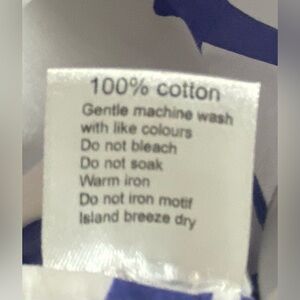 100% cotton
Gentle machine wash
with like colours
Do not bleach
Do not soak
Warm iron
Do not iron motif
Island breeze dry